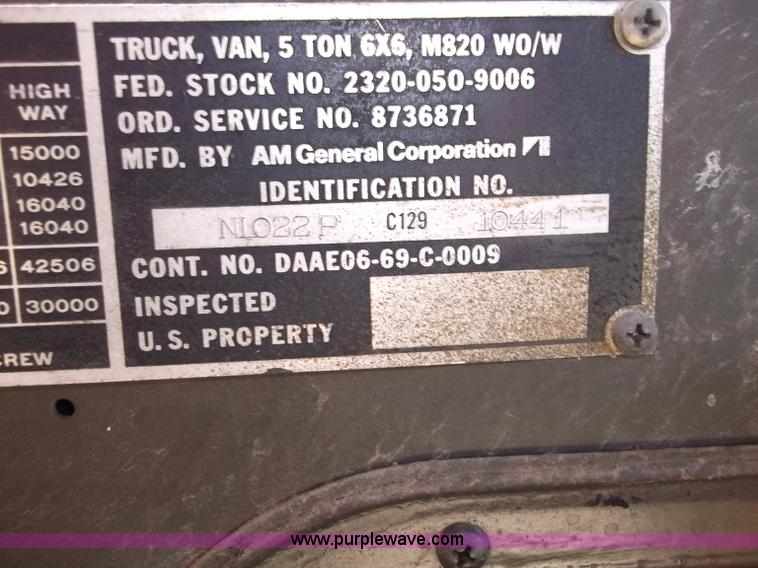 HIGH
WAY
15000
10426
16040
16040
42506
30000
CREW
TRUCK, VAN, 5 TON 6X6, M820 WO/W
FED. STOCK NO. 2320-050-9006
ORD. SERVICE NO. 8736871
MFD. BY AM General Corporation
IDENTIFICATION NO.
C129 10441
CONT. NO. DAAE06-69-C-0009
INSPECTED
U.S. PROPERTY
www.purplewave.com